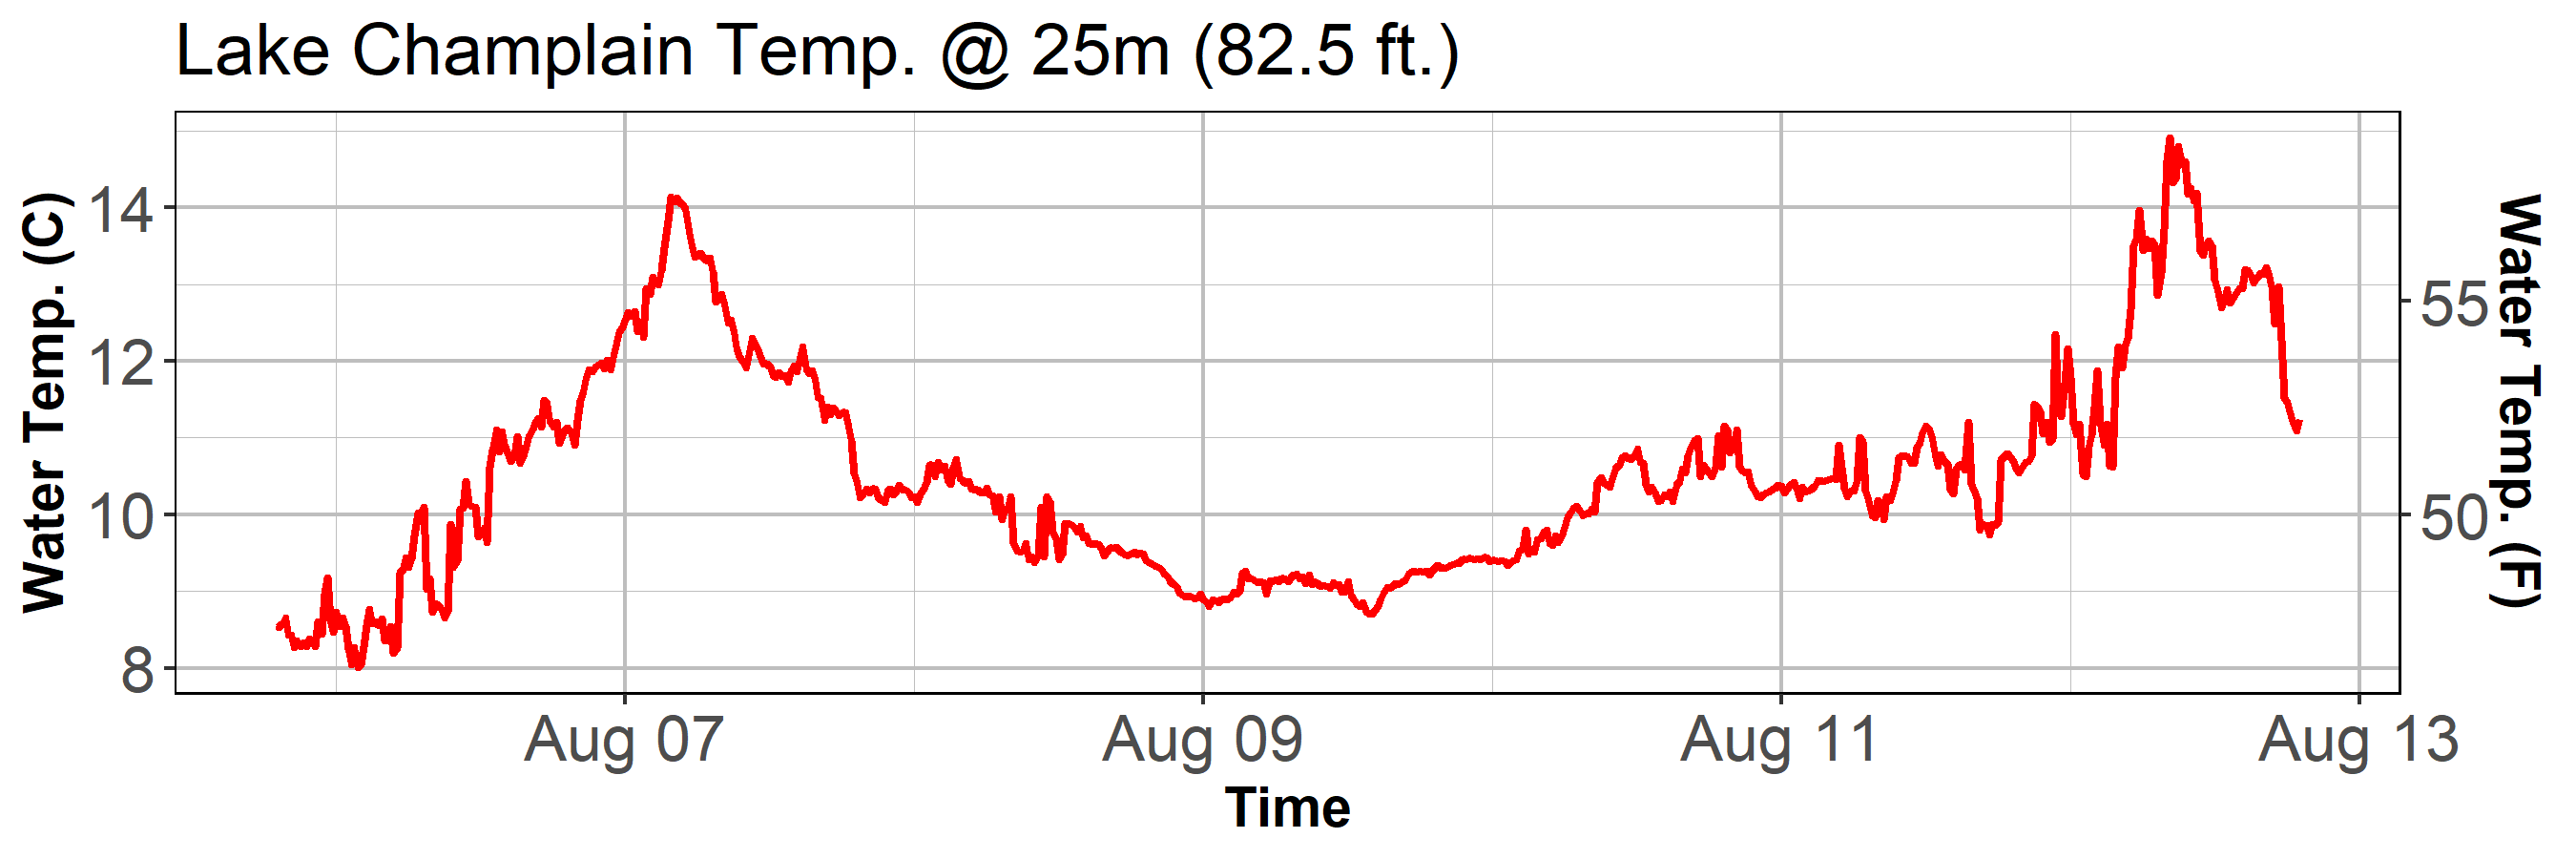 Lake Champlain Temp. @ 25m (82.5 ft.)
Water Temp. (C)
14
12
10
8
55
50
Water Temp. (F)
Aug 07 Aug 09 Aug 11 Aug 13
Time